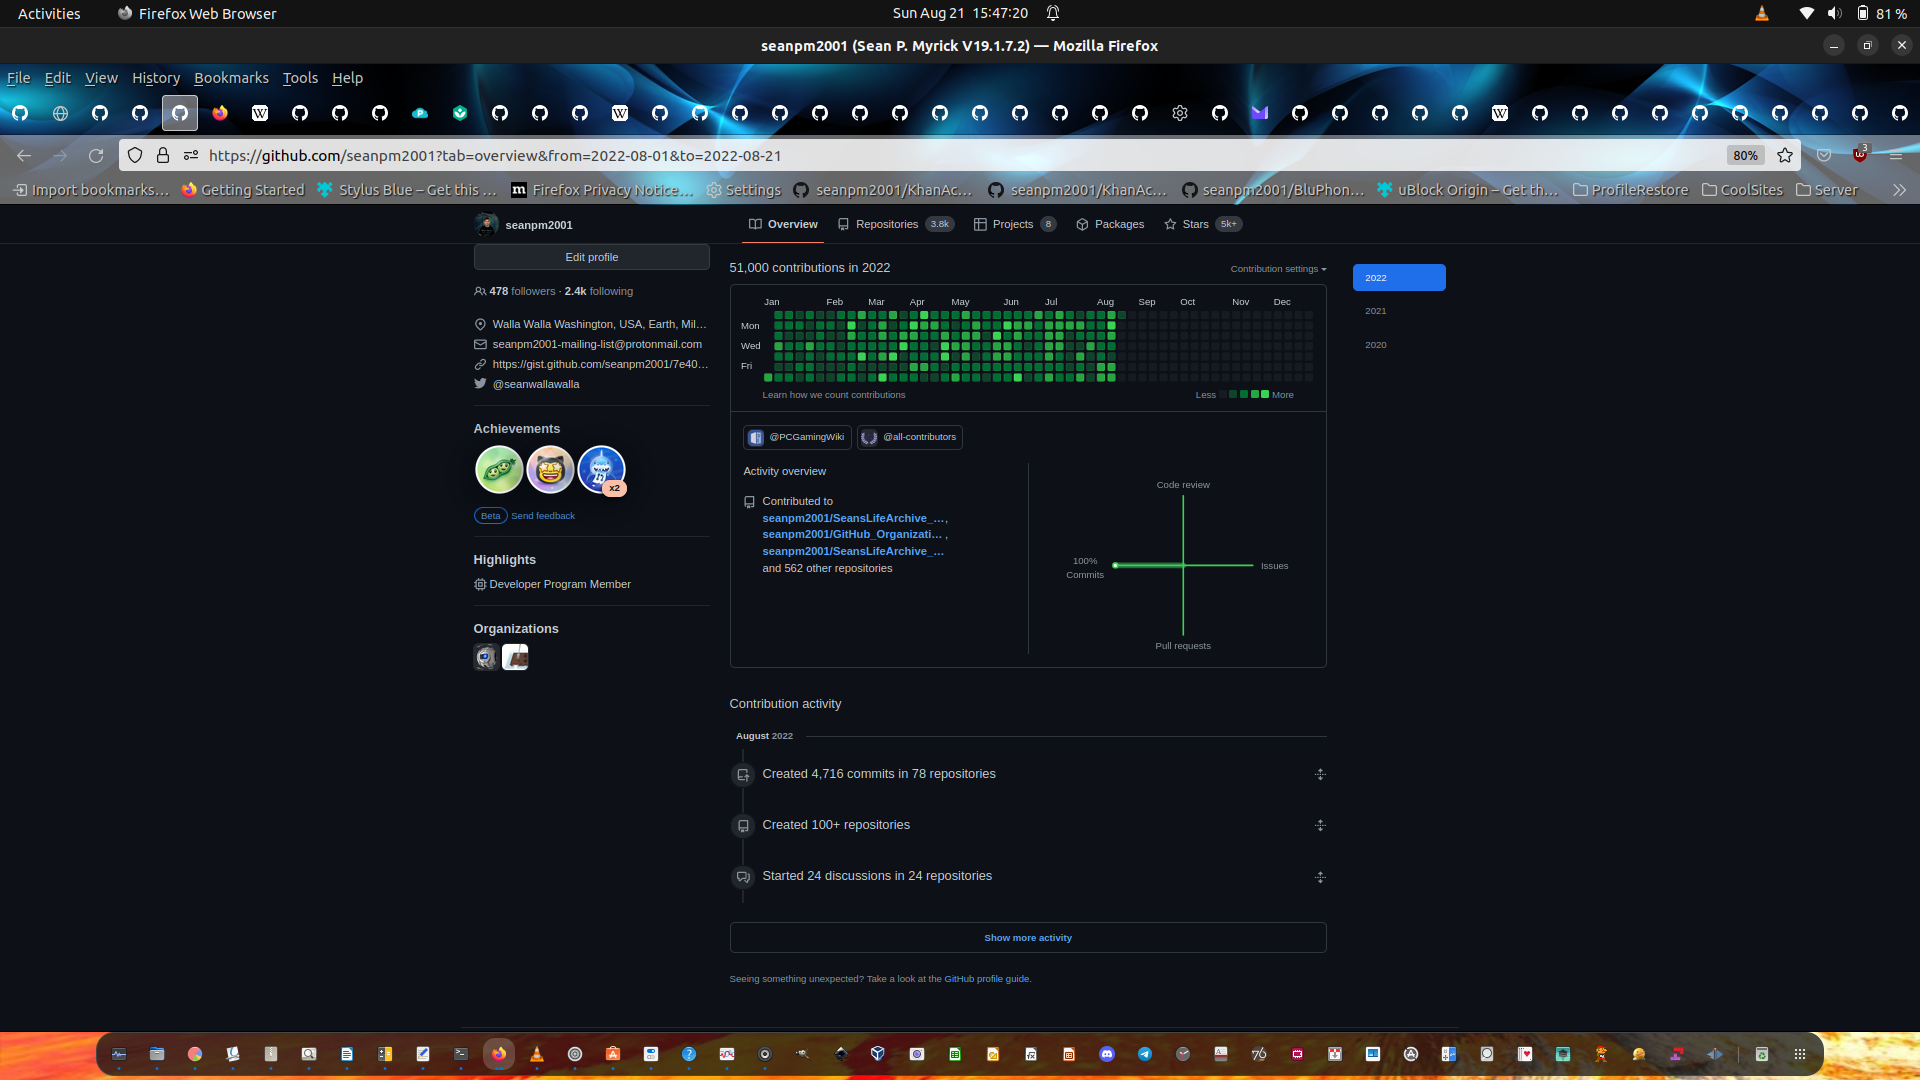 Activities
Firefox Web Browser
Sun Aug 21 15:47:20
81 %
seanpm2001 (Sean P. Myrick V19.1.7.2) — Mozilla Firefox
File Edit View History Bookmarks Tools Help
https://github.com/seanpm2001?tab=overview&from=2022-08-01&to=2022-08-21
80%
3
Import bookmarks…
Getting Started
Stylus Blue – Get this …
Firefox Privacy Notice…
Settings
seanpm2001/KhanAc…
seanpm2001/KhanAc…
seanpm2001/BluPhon…
uBlock Origin – Get th…
ProfileRestore
CoolSites
Server
seanpm2001
Overview
Repositories 3.8k
Projects 8
Packages
Stars 5k+
Edit profile
478 followers · 2.4k following
Walla Walla Washington, USA, Earth, Mil…
seanpm2001-mailing-list@protonmail.com
https://gist.github.com/seanpm2001/7e40…
@seanwallawalla
Achievements
x2
Beta Send feedback
Highlights
Developer Program Member
Organizations
51,000 contributions in 2022
Contribution settings
2022
2021
2020
Jan Feb Mar Apr May Jun Jul Aug Sep Oct Nov Dec
Mon
Wed
Fri
Learn how we count contributions
Less More
@PCGamingWiki
@all-contributors
Activity overview
Contributed to
seanpm2001/SeansLifeArchive_…,
seanpm2001/GitHub_Organizati… ,
seanpm2001/SeansLifeArchive_…
and 562 other repositories
Code review
100%
Commits
Issues
Pull requests
Contribution activity
August 2022
Created 4,716 commits in 78 repositories
Created 100+ repositories
Started 24 discussions in 24 repositories
Show more activity
Seeing something unexpected? Take a look at the GitHub profile guide.